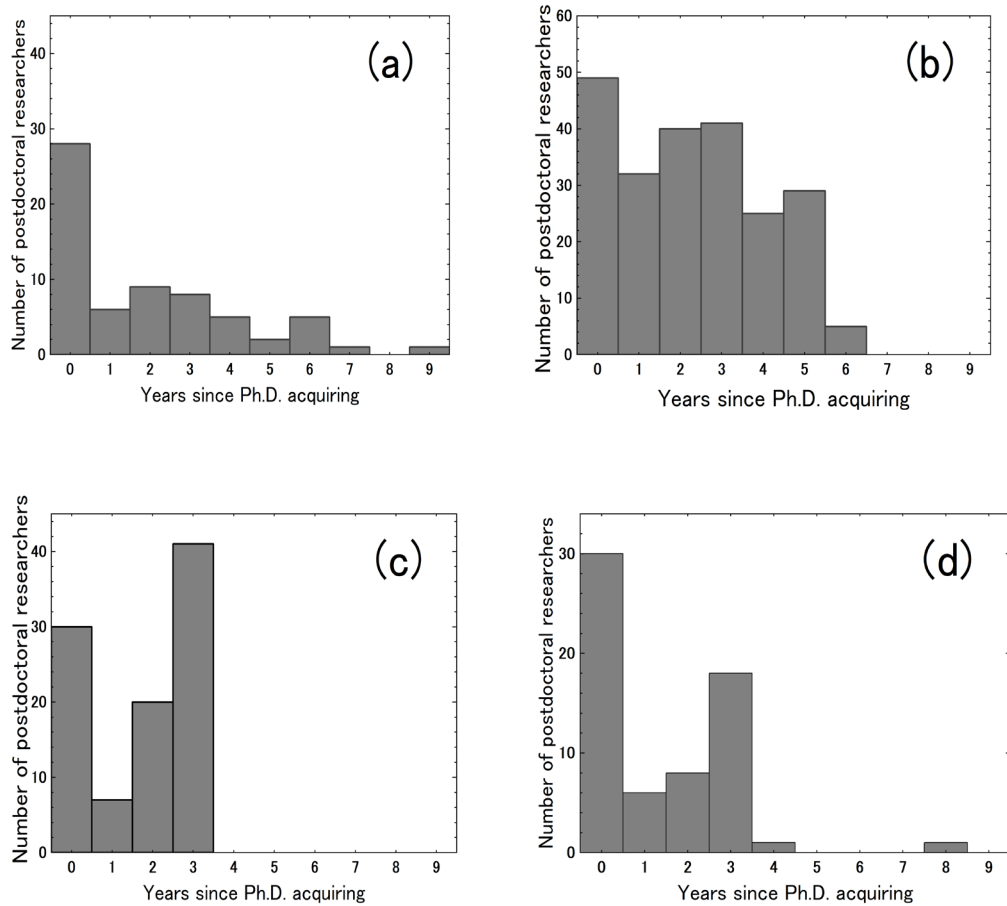 Number of postdoctoral researchers
40
30
20
10
0
(a)
0 1 2 3 4 5 6 7 8 9
Years since Ph.D. acquiring
Number of postdoctoral researchers
60
50
40
30
20
10
0
(b)
0 1 2 3 4 5 6 7 8 9
Years since Ph.D. acquiring
Number of postdoctoral researchers
40
30
20
10
0
(c)
0 1 2 3 4 5 6 7 8 9
Years since Ph.D. acquiring
Number of postdoctoral researchers
30
20
10
0
(d)
0 1 2 3 4 5 6 7 8 9
Years since Ph.D. acquiring